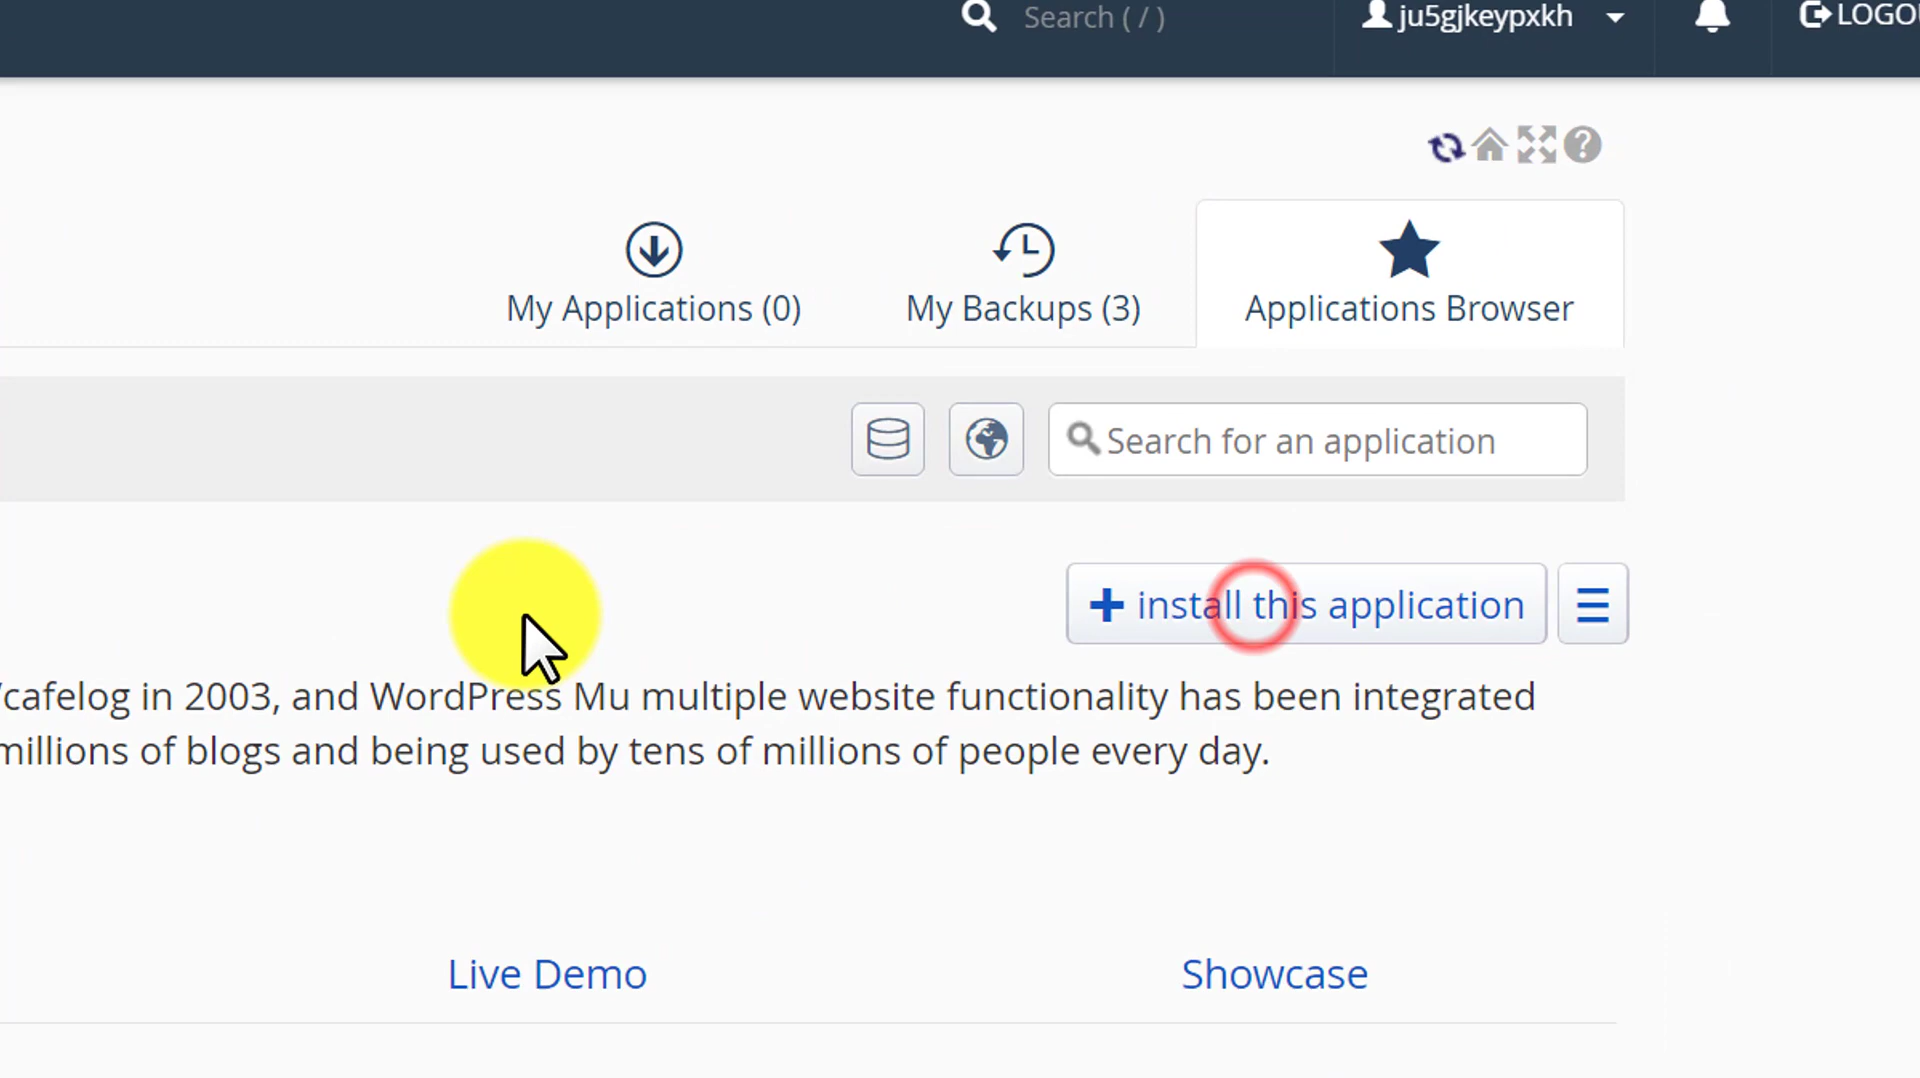 Search ( / )
ju5gjkeypxkh
LOGO
My Applications (0)
My Backups (3)
Applications Browser
Search for an application
install this application
/cafelog in 2003, and WordPress Mu multiple website functionality has been integrated
millions of blogs and being used by tens of millions of people every day.
Live Demo
Showcase